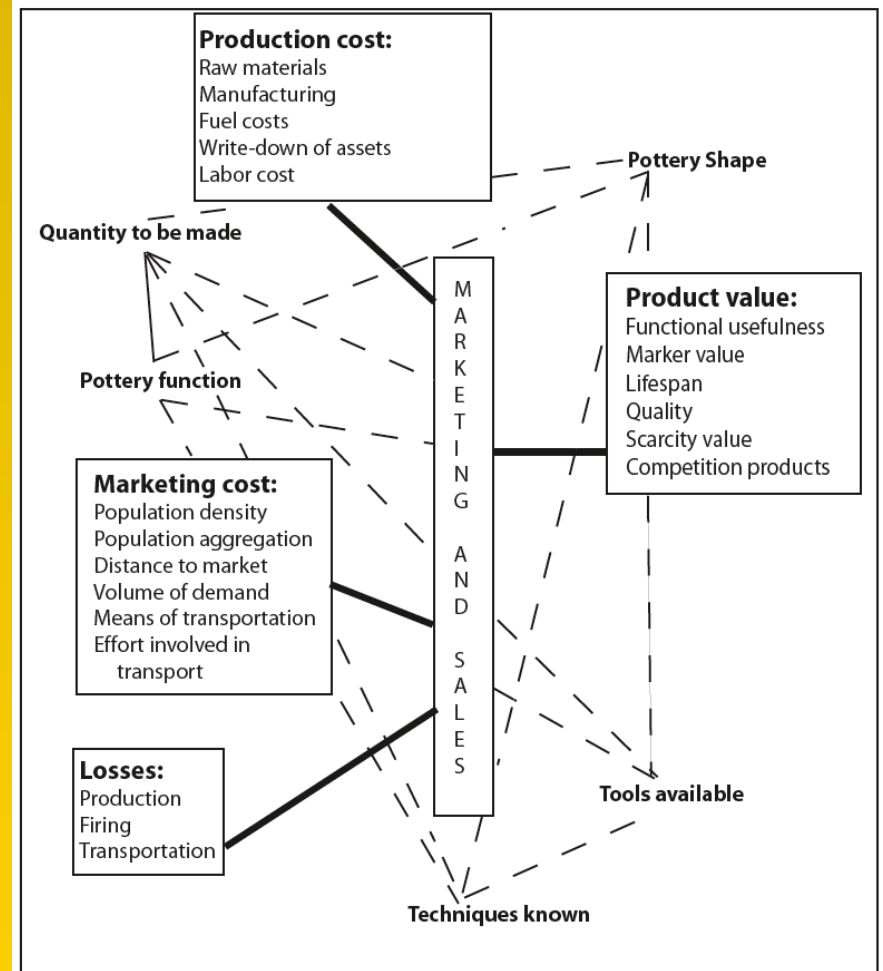 Production cost:
Raw materials
Manufacturing
Fuel costs
Write-down of assets
Labor cost
Pottery Shape
Quantity to be made
MARKETING AND SALES
Product value:
Functional usefulness
Marker value
Lifespan
Quality
Scarcity value
Competition products
Pottery function
Marketing cost:
Population density
Population aggregation
Distance to market
Volume of demand
Means of transportation
Effort involved in
transport
Losses:
Production
Firing
Transportation
Tools available
Techniques known